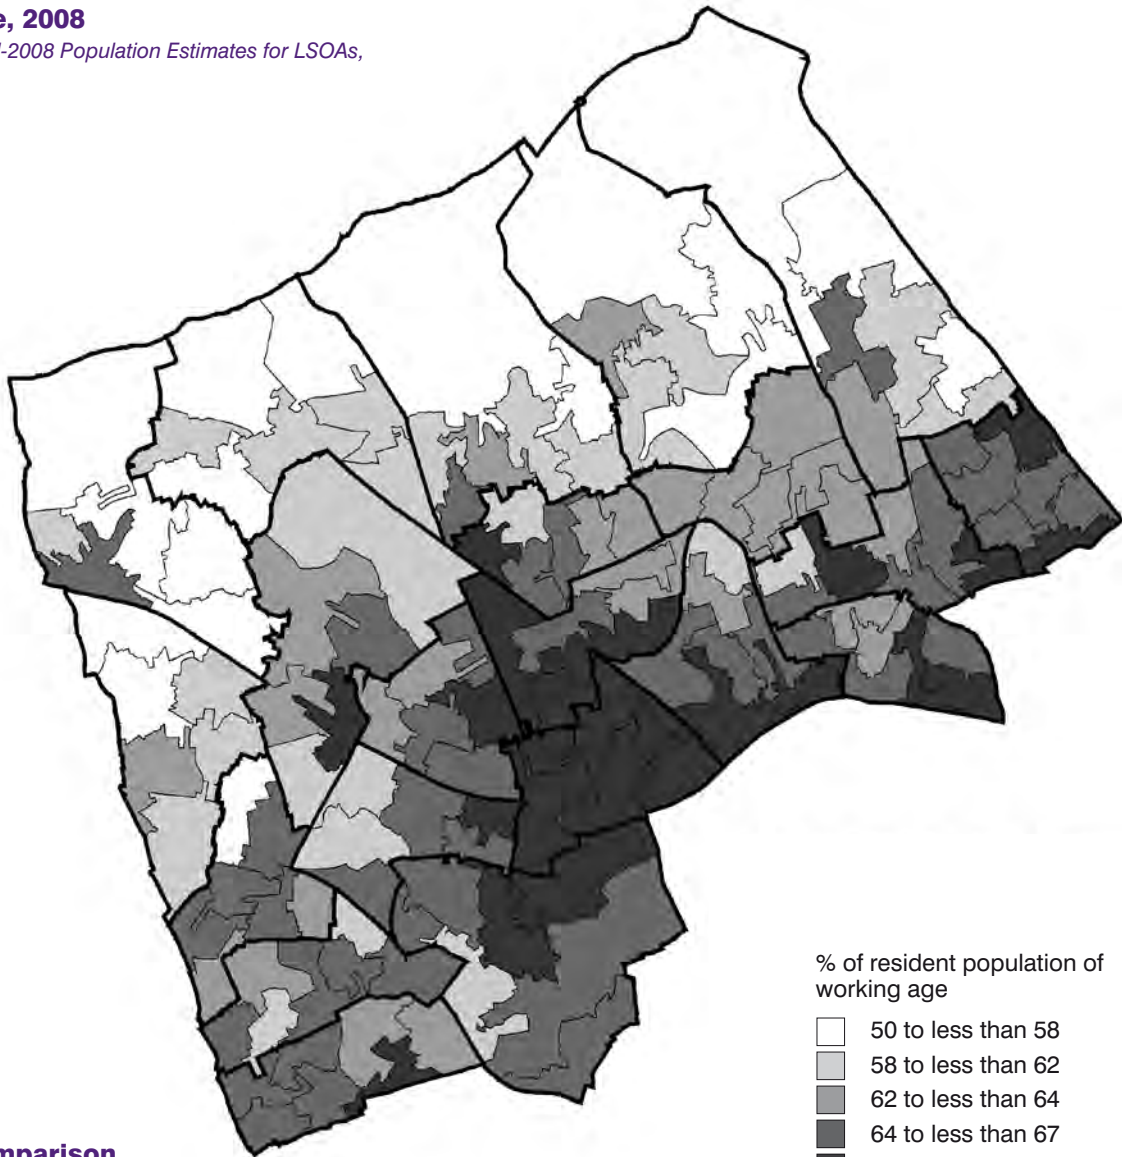 e, 2008
-2008 Population Estimates for LSOAs,
% of resident population of
working age
50 to less than 58
58 to less than 62
62 to less than 64
64 to less than 67
mparison